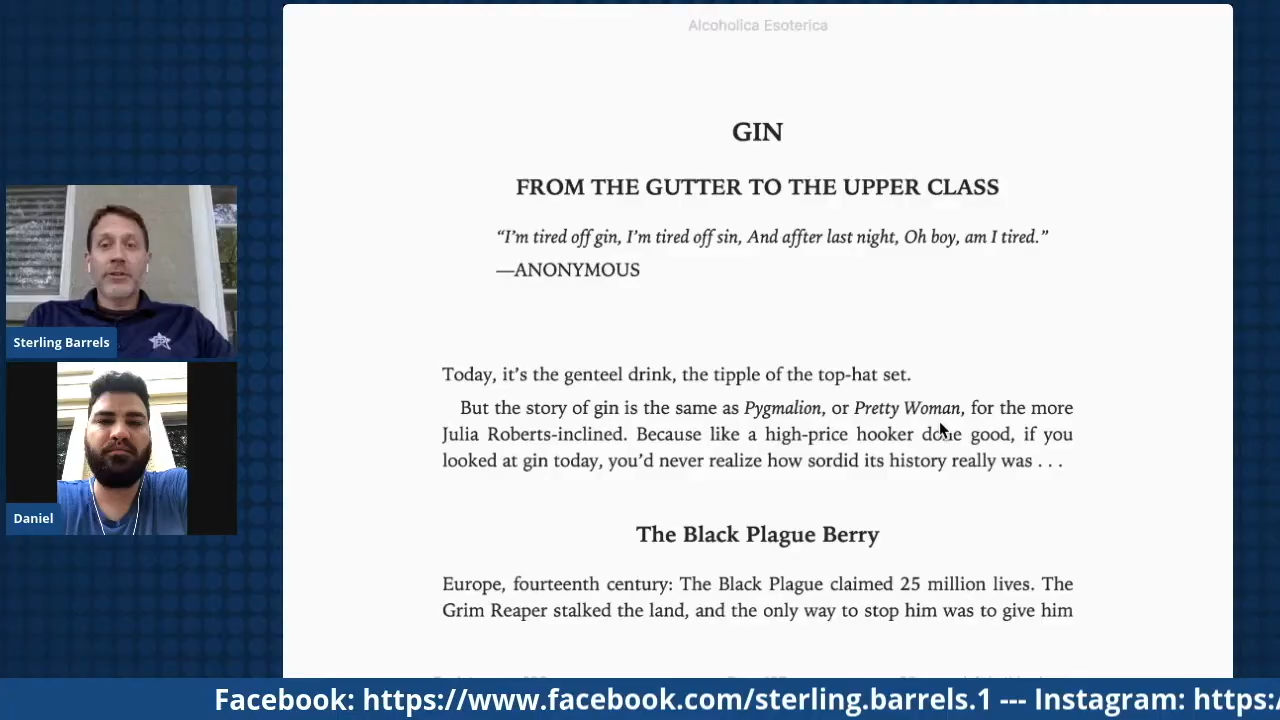 Alcoholica Esoterica
GIN
FROM THE GUTTER TO THE UPPER CLASS
“I’m tired off gin, I’m tired off sin, And affter last night, Oh boy, am I tired.”
—ANONYMOUS
Today, it’s the genteel drink, the tipple of the top-hat set.
But the story of gin is the same as Pygmalion, or Pretty Woman, for the more
Julia Roberts-inclined. Because like a high-price hooker done good, if you
looked at gin today, you’d never realize how sordid its history really was . . .
The Black Plague Berry
Europe, fourteenth century: The Black Plague claimed 25 million lives. The
Grim Reaper stalked the land, and the only way to stop him was to give him
Sterling Barrels
Daniel
Facebook: https://www.facebook.com/sterling.barrels.1 --- Instagram: https:/